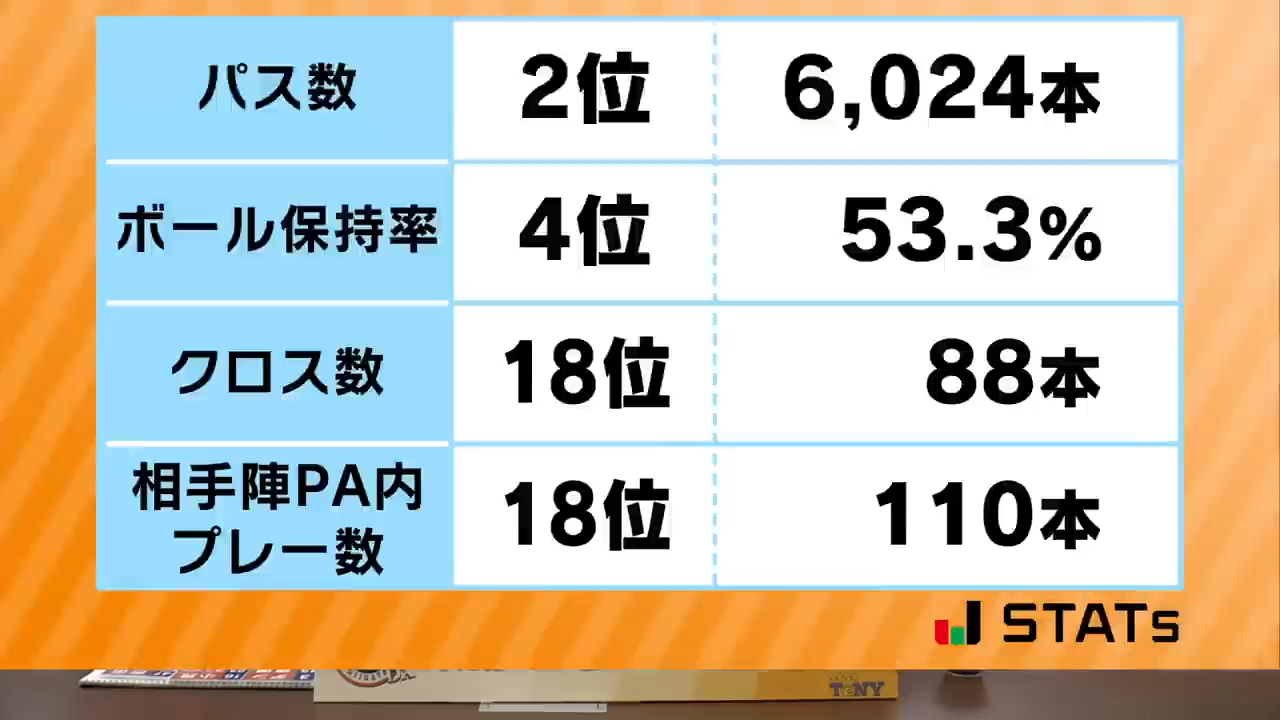 パス数 2位 6,024本
ボール保持率 4位 53.3%
クロス数 18位 88本
相手陣PA内
プレー数 18位 110本
STATs
TeNY